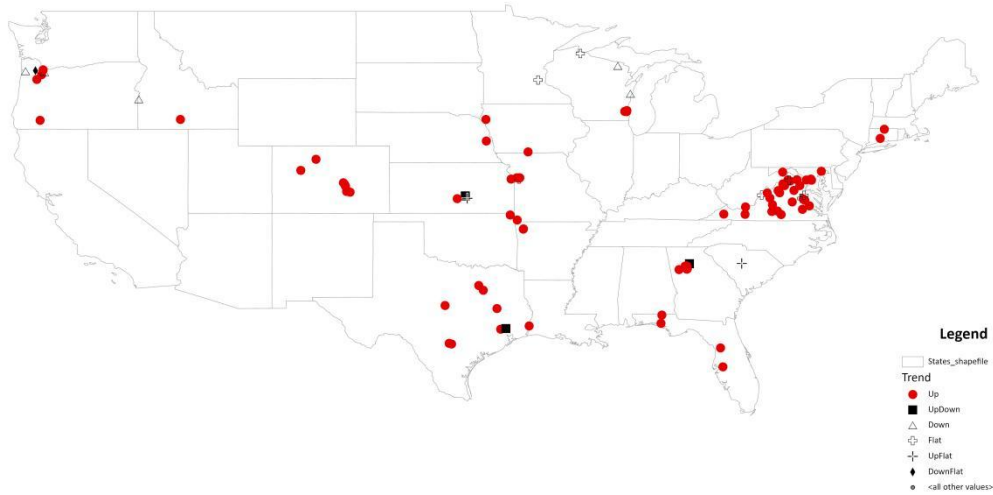 Legend
States_shapefile
Trend
Up
UpDown
Down
Flat
UpFlat
DownFlat
<all other values>